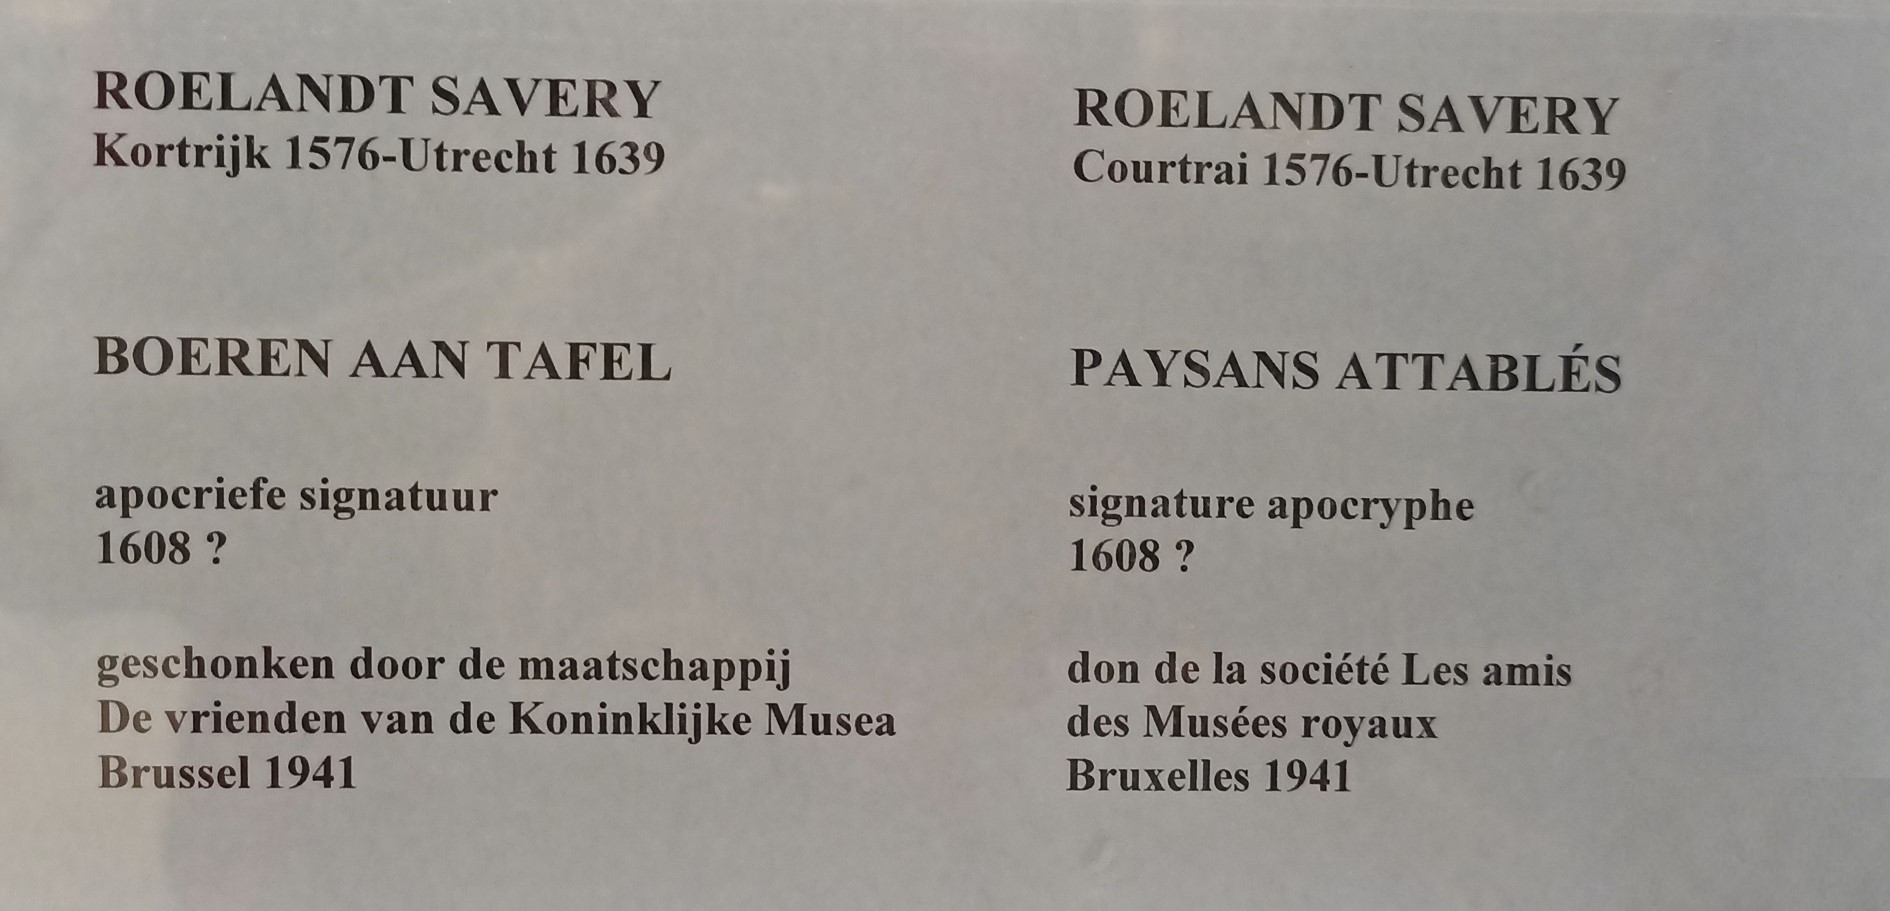 ROELANDT SAVERY
Kortrijk 1576-Utrecht 1639
BOEREN AAN TAFEL
apocriefe signatuur
1608 ?
geschonken door de maatschappij
De vrienden van de Koninklijke Musea
Brussel 1941
ROELANDT SAVERY
Courtrai 1576-Utrecht 1639
PAYSANS ATTABLÉS
signature apocryphe
1608 ?
don de la société Les amis
des Musées royaux
Bruxelles 1941